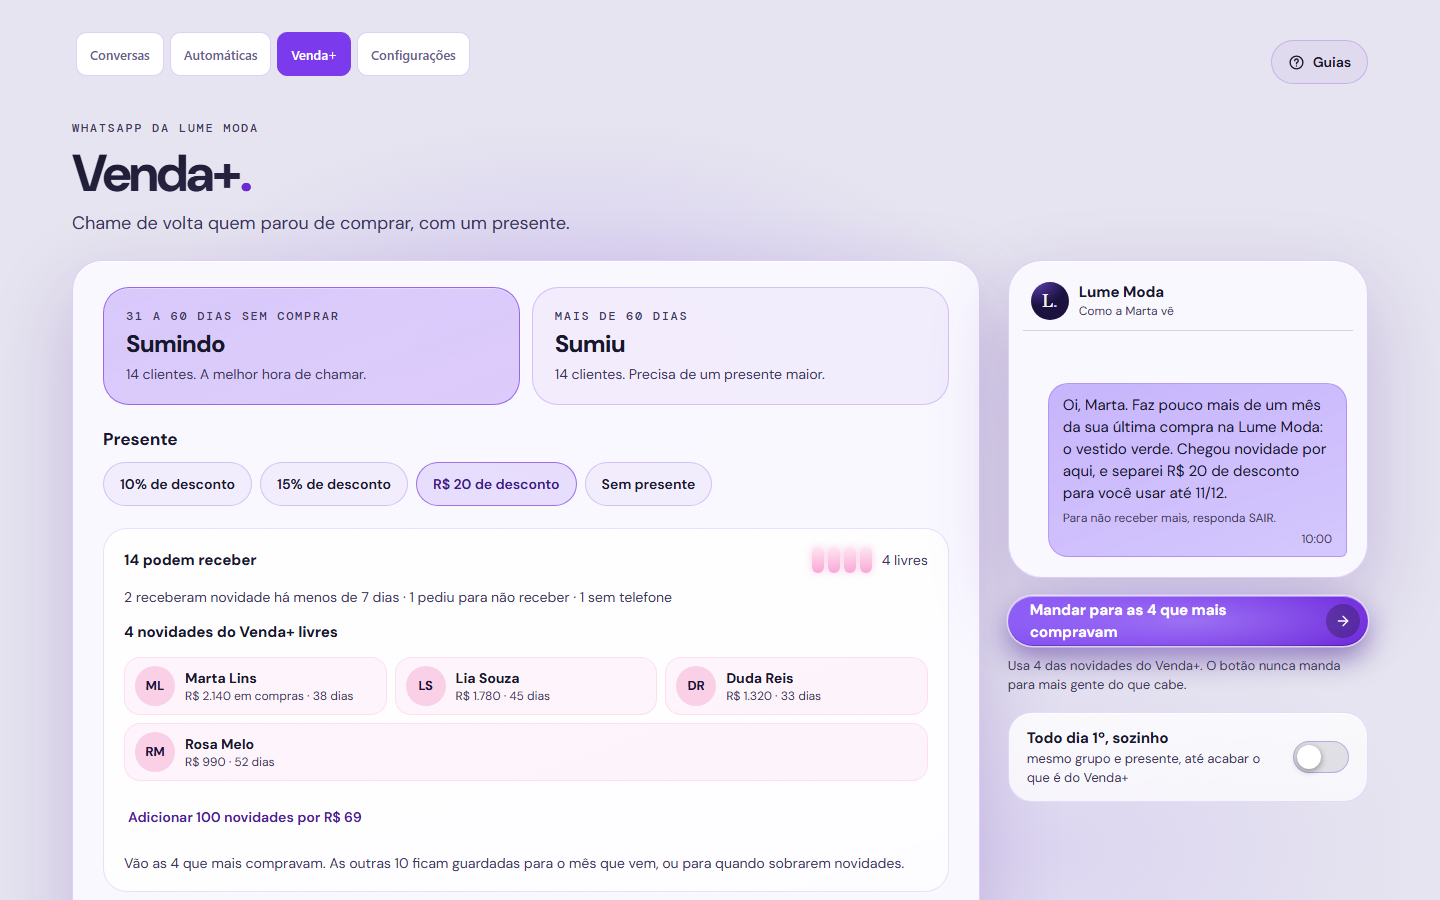 Conversas
Automáticas
Venda+
Configurações
Guias
WHATSAPP DA LUME MODA
Venda+.
Chame de volta quem parou de comprar, com um presente.
31 A 60 DIAS SEM COMPRAR
Sumindo
14 clientes. A melhor hora de chamar.
MAIS DE 60 DIAS
Sumiu
14 clientes. Precisa de um presente maior.
Presente
10% de desconto
15% de desconto
R$ 20 de desconto
Sem presente
14 podem receber
4 livres
2 receberam novidade há menos de 7 dias · 1 pediu para não receber · 1 sem telefone
4 novidades do Venda+ livres
ML
Marta Lins
R$ 2.140 em compras · 38 dias
LS
Lia Souza
R$ 1.780 · 45 dias
DR
Duda Reis
R$ 1.320 · 33 dias
RM
Rosa Melo
R$ 990 · 52 dias
Adicionar 100 novidades por R$ 69
Vão as 4 que mais compravam. As outras 10 ficam guardadas para o mês que vem, ou para quando sobrarem novidades.
L.
Lume Moda
Como a Marta vê
Oi, Marta. Faz pouco mais de um mês
da sua última compra na Lume Moda:
o vestido verde. Chegou novidade por
aqui, e separei R$ 20 de desconto
para você usar até 11/12.
Para não receber mais, responda SAIR.
10:00
Mandar para as 4 que mais
compravam
Usa 4 das novidades do Venda+. O botão nunca manda
para mais gente do que cabe.
Todo dia 1º, sozinho
mesmo grupo e presente, até acabar o
que é do Venda+